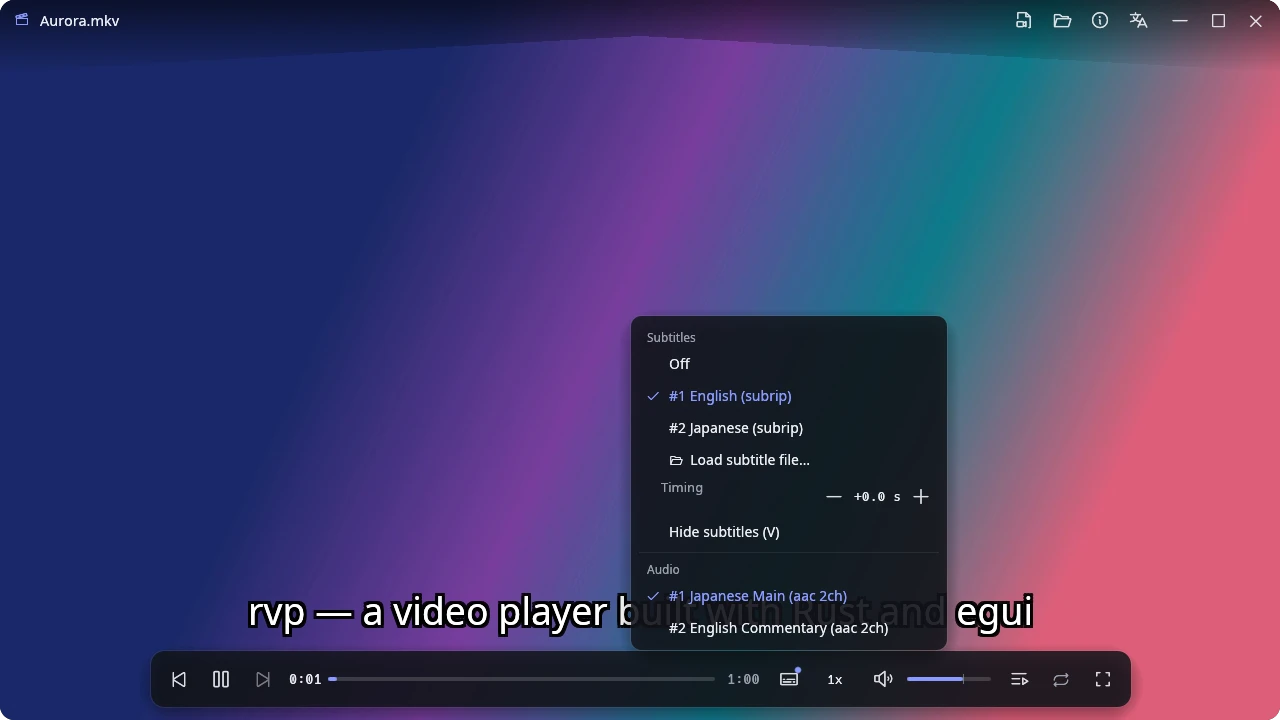 Aurora.mkv
Subtitles
Off
#1 English (subrip)
#2 Japanese (subrip)
Load subtitle file...
Timing
+0.0 s
Hide subtitles (V)
Audio
#1 Japanese Main (aac 2ch)
#2 English Commentary (aac 2ch)
rvp — a video player built with Rust and egui
0:01
1:00
1x